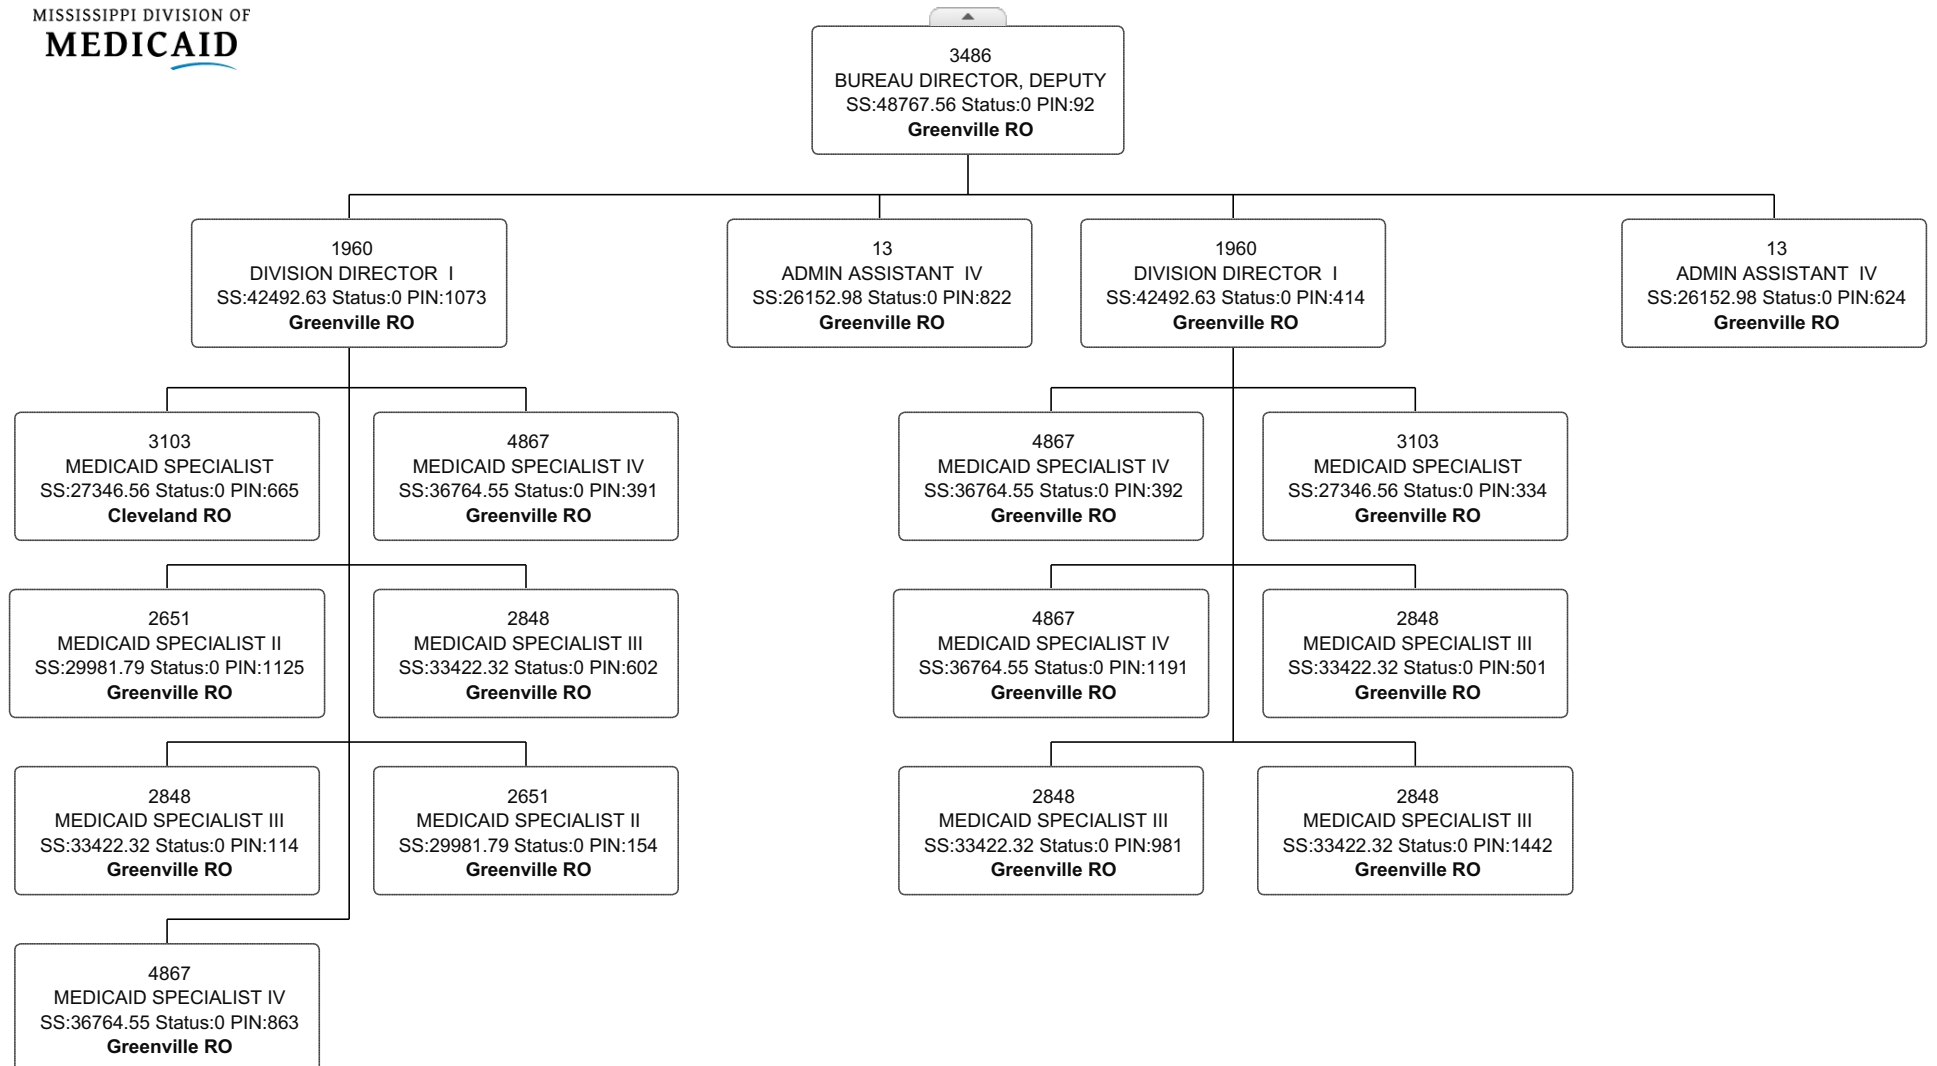 MISSISSIPPI DIVISION OF
MEDICAID
3486
BUREAU DIRECTOR, DEPUTY
SS:48767.56 Status:0 PIN:92
Greenville RO
1960
DIVISION DIRECTOR I
SS:42492.63 Status:0 PIN:1073
Greenville RO
13
ADMIN ASSISTANT IV
SS:26152.98 Status:0 PIN:822
Greenville RO
1960
DIVISION DIRECTOR I
SS:42492.63 Status:0 PIN:414
Greenville RO
13
ADMIN ASSISTANT IV
SS:26152.98 Status:0 PIN:624
Greenville RO
3103
MEDICAID SPECIALIST
SS:27346.56 Status:0 PIN:665
Cleveland RO
4867
MEDICAID SPECIALIST IV
SS:36764.55 Status:0 PIN:391
Greenville RO
4867
MEDICAID SPECIALIST IV
SS:36764.55 Status:0 PIN:392
Greenville RO
3103
MEDICAID SPECIALIST
SS:27346.56 Status:0 PIN:334
Greenville RO
2651
MEDICAID SPECIALIST II
SS:29981.79 Status:0 PIN:1125
Greenville RO
2848
MEDICAID SPECIALIST III
SS:33422.32 Status:0 PIN:602
Greenville RO
4867
MEDICAID SPECIALIST IV
SS:36764.55 Status:0 PIN:1191
Greenville RO
2848
MEDICAID SPECIALIST III
SS:33422.32 Status:0 PIN:501
Greenville RO
2848
MEDICAID SPECIALIST III
SS:33422.32 Status:0 PIN:114
Greenville RO
2651
MEDICAID SPECIALIST II
SS:29981.79 Status:0 PIN:154
Greenville RO
2848
MEDICAID SPECIALIST III
SS:33422.32 Status:0 PIN:981
Greenville RO
2848
MEDICAID SPECIALIST III
SS:33422.32 Status:0 PIN:1442
Greenville RO
4867
MEDICAID SPECIALIST IV
SS:36764.55 Status:0 PIN:863
Greenville RO